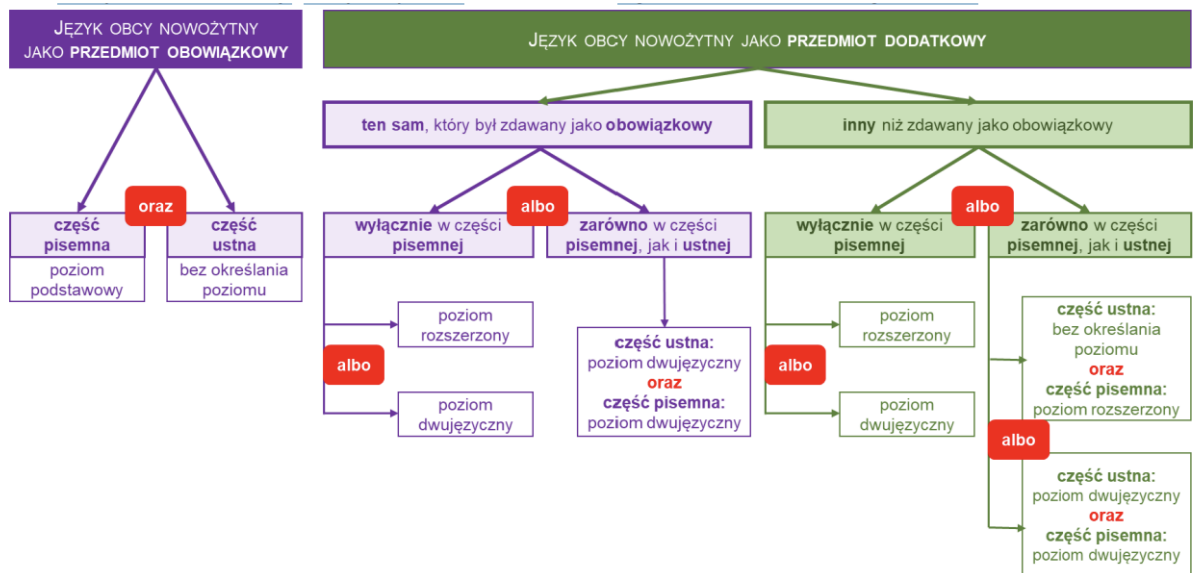 JĘZYK OBCY NOWOŻYTNY
JAKO PRZEDMIOT OBOWIĄZKOWY
część
pisemna
poziom
podstawowy
oraz
część
ustna
bez określania
poziomu
JĘZYK OBCY NOWOŻYTNY JAKO PRZEDMIOT DODATKOWY
ten sam, który był zdawany jako obowiązkowy
wyłącznie w części
pisemnej
albo
zarówno w części
pisemnej, jak i ustnej
poziom
rozszerzony
albo
poziom
dwujęzyczny
część ustna:
poziom dwujęzyczny
oraz
część pisemna:
poziom dwujęzyczny
inny niż zdawany jako obowiązkowy
wyłącznie w części
pisemnej
albo
zarówno w części
pisemnej, jak i ustnej
poziom
rozszerzony
albo
poziom
dwujęzyczny
część ustna:
bez określania
poziomu
oraz
część pisemna:
poziom rozszerzony
albo
część ustna:
poziom dwujęzyczny
oraz
część pisemna:
poziom dwujęzyczny